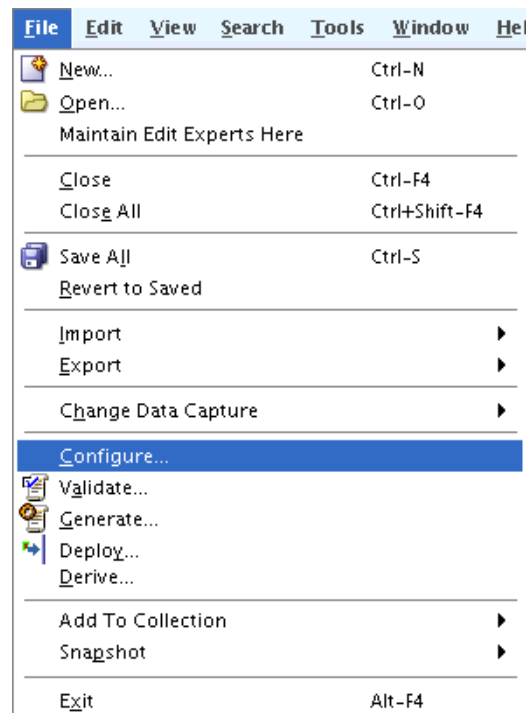 File Edit View Search Tools Window Hel
New... Ctrl-N
Open... Ctrl-O
Maintain Edit Experts Here
Close Ctrl-F4
Close All Ctrl+Shift-F4
Save All Ctrl-S
Revert to Saved
Import
Export
Change Data Capture
Configure...
Validate...
Generate...
Deploy...
Derive...
Add To Collection
Snapshot
Exit Alt-F4